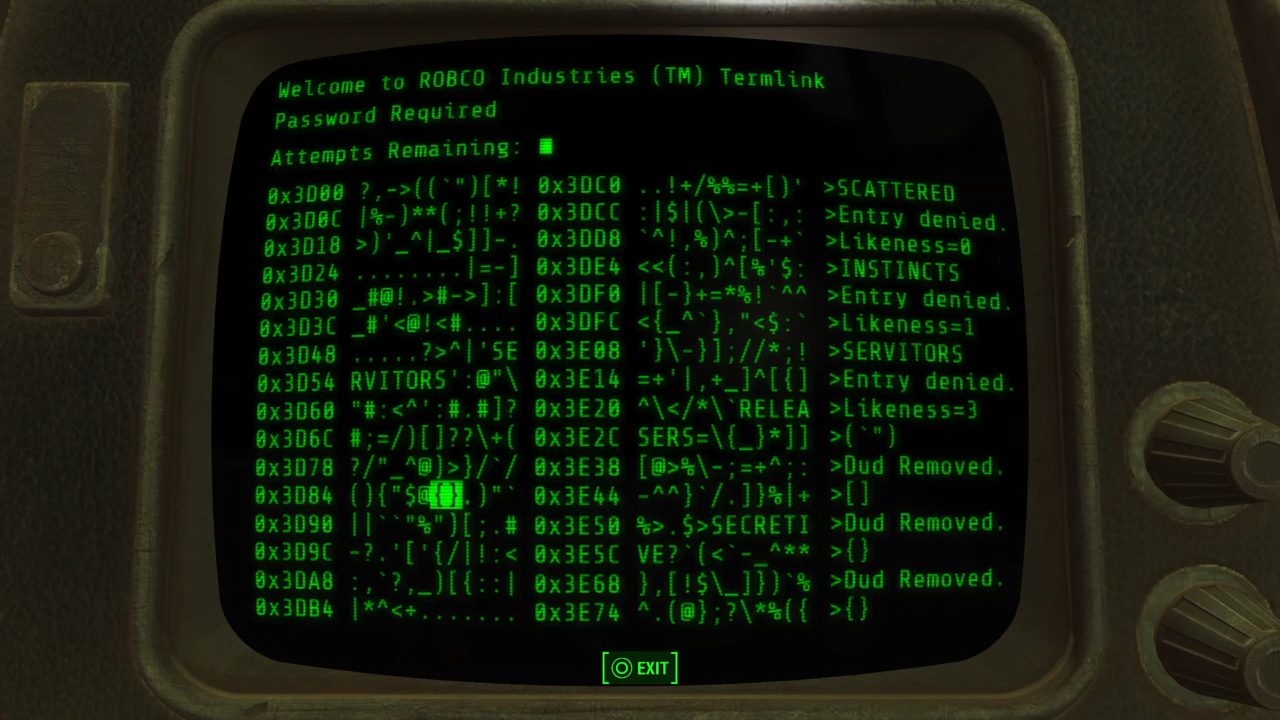 Welcome to ROBCO Industries (TM) Termlink
Password Required
Attempts Remaining: ■
0x3D00 ?,->((`")[*! 0x3DC0 ..!+/%%=+[)' >SCATTERED
0x3D0C |%-)**(;!!+? 0x3DCC :|$|(\>-[:,: >Entry denied.
0x3D18 >)'_^|_$]]-. 0x3DD8 `^!,%)^;[-+` >Likeness=0
0x3D24 ........|=-] 0x3DE4 <<(:,)^[%'$: >INSTINCTS
0x3D30 _#@!.>#->]:[ 0x3DF0 |[-}+=*%!`^^ >Entry denied.
0x3D3C _#'<@!<#.... 0x3DFC <{_^`},"<$:` >Likeness=1
0x3D48 .....?>^|'SE 0x3E08 '}\-}];//*;! >SERVITORS
0x3D54 RVITORS':@"\ 0x3E14 =+'|,+_]^[{] >Entry denied.
0x3D60 "#:<^':#.#]? 0x3E20 ^\</*\`RELEA >Likeness=3
0x3D6C #;=/)[]??\+( 0x3E2C SERS=\{_}*]] >(`")
0x3D78 ?/"_^@)>}/`/ 0x3E38 [@>%\-;=+^;: >Dud Removed.
0x3D84 (){"$@{}.)"` 0x3E44 -^^}`/.]}%|+ >[]
0x3D90 ||``"%")[;.# 0x3E50 %>.$>SECRETI >Dud Removed.
0x3D9C -?.'['{/|!:< 0x3E5C VE?`(<`-_^** >{}
0x3DA8 :,`?,_)[{::| 0x3E68 },[!$\_]})`% >Dud Removed.
0x3DB4 |*^<+....... 0x3E74 ^.(@};?\*%({ >{}
EXIT